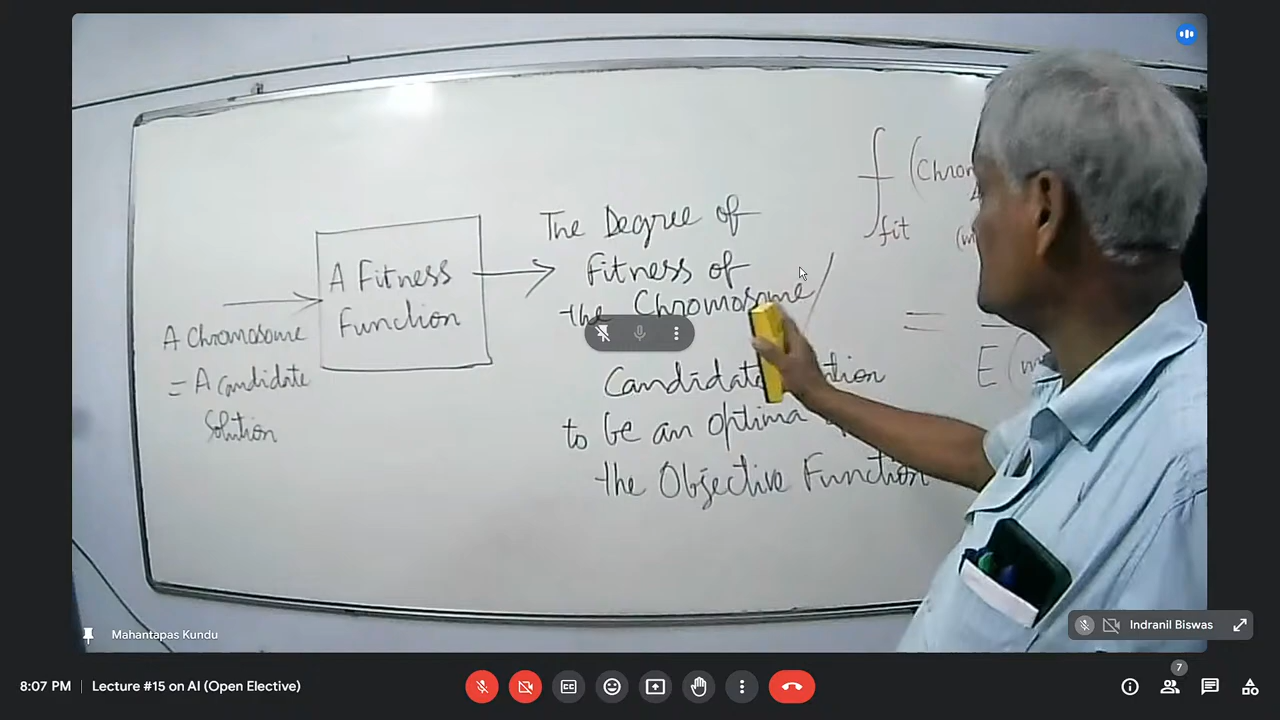 The Degree of
Fitness of
the Chromosome /
Candidate
to be an optima
the Objective Function
A Fitness
Function
A Chromosome
= A candidate
Solution
f (Chrom
fit
=
E (m
Mahantapas Kundu
Indranil Biswas
8:07 PM | Lecture #15 on AI (Open Elective)
7